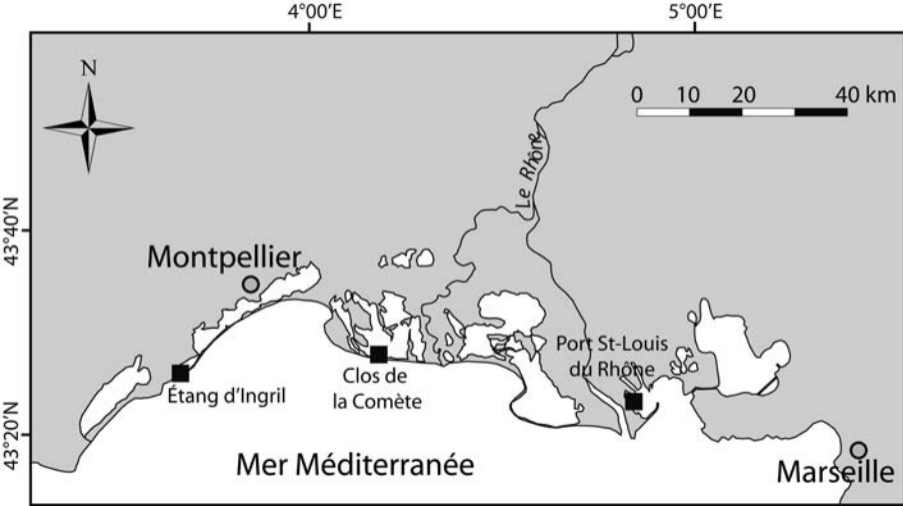 4°00'E
5°00'E
N
0 10 20 40 km
Le Rhône
43°40'N
Montpellier
Port St-Louis
du Rhône
Clos de
la Comète
Étang d'Ingril
43°20'N
Mer Méditerranée
Marseille